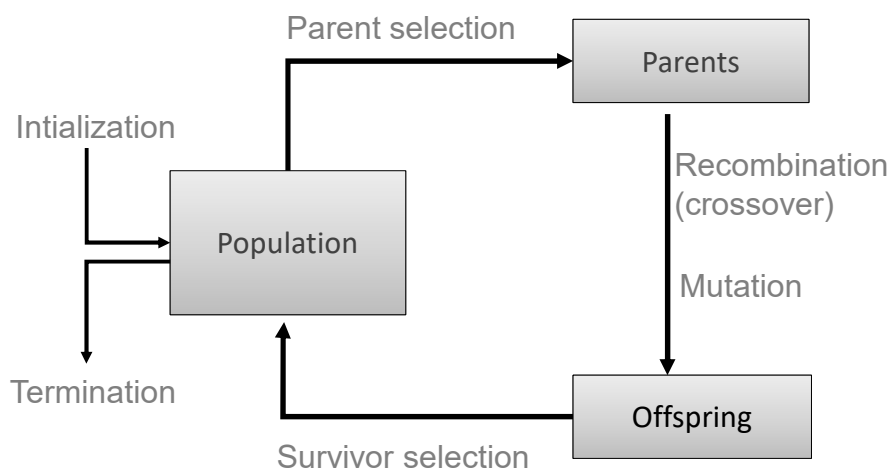 Parent selection
Parents
Intialization
Recombination
(crossover)
Population
Mutation
Termination
Offspring
Survivor selection